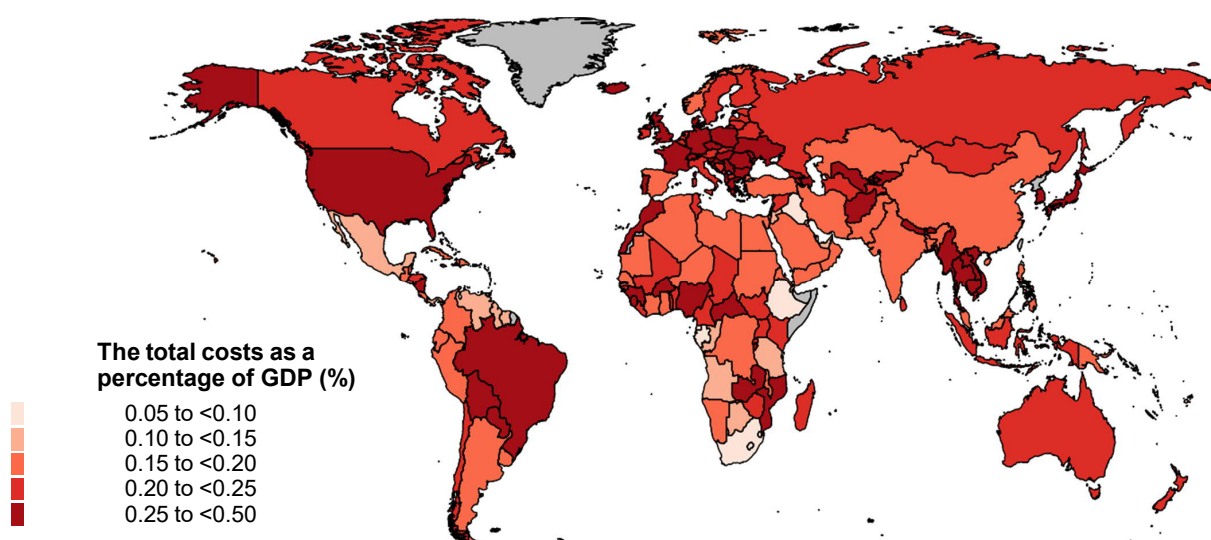 The total costs as a
percentage of GDP (%)
0.05 to <0.10
0.10 to <0.15
0.15 to <0.20
0.20 to <0.25
0.25 to <0.50